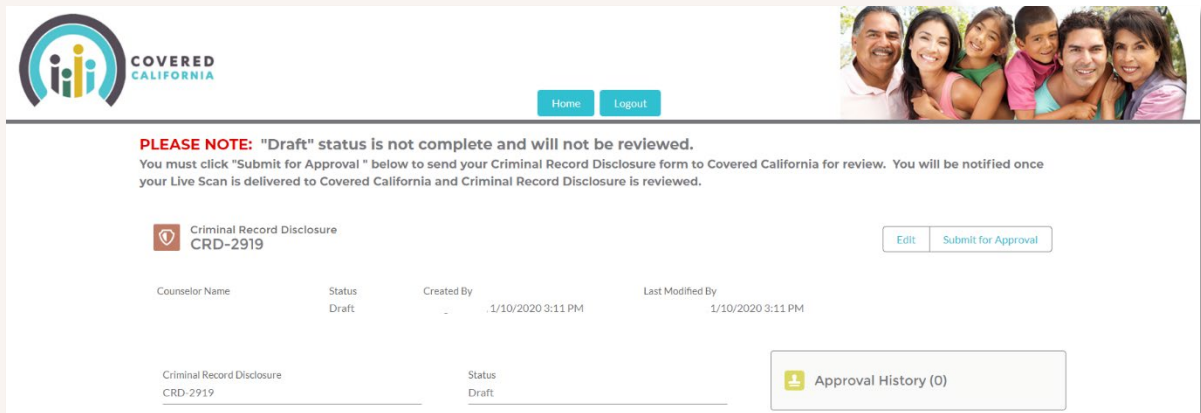 COVERED
CALIFORNIA
Home Logout
PLEASE NOTE: "Draft" status is not complete and will not be reviewed.
You must click "Submit for Approval " below to send your Criminal Record Disclosure form to Covered California for review. You will be notified once
your Live Scan is delivered to Covered California and Criminal Record Disclosure is reviewed.
Criminal Record Disclosure
CRD-2919
Edit Submit for Approval
Counselor Name Status Created By Last Modified By
Draft 1/10/2020 3:11 PM 1/10/2020 3:11 PM
Criminal Record Disclosure Status
CRD-2919 Draft
Approval History (0)